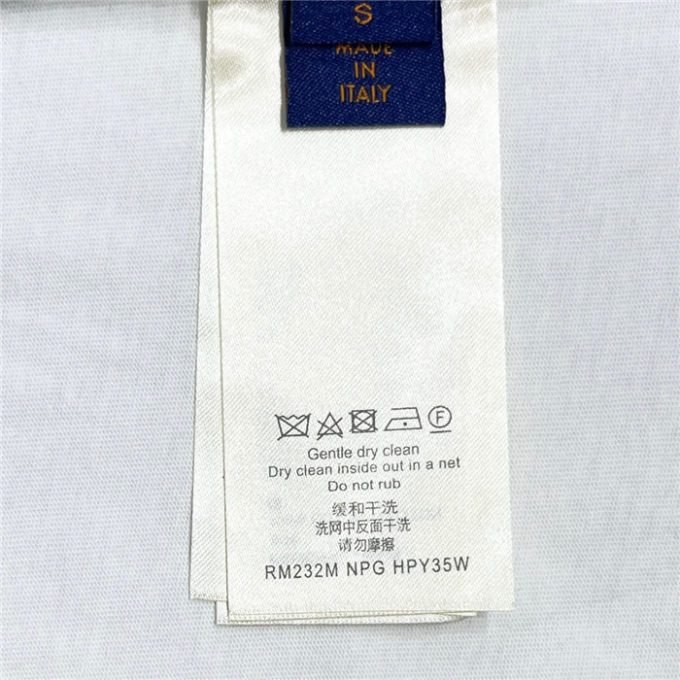 S
MADE
IN
ITALY
Gentle dry clean
Dry clean inside out in a net
Do not rub
缓和干洗
洗网中反面干洗
请勿摩擦
RM232M NPG HPY35W